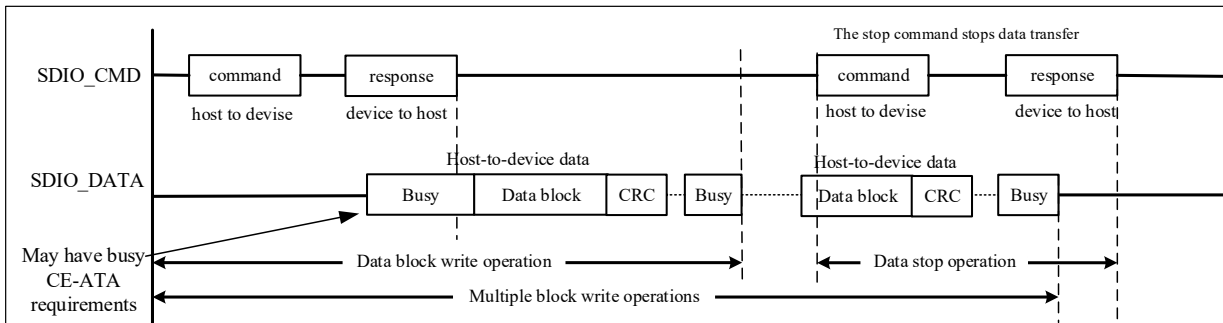 The stop command stops data transfer
SDIO_CMD
command
response
command
response
host to devise
device to host
host to devise
device to host
Host-to-device data
Host-to-device data
SDIO_DATA
Busy
Data block
CRC
Busy
Data block
CRC
Busy
May have busy
CE-ATA
requirements
Data block write operation
Data stop operation
Multiple block write operations